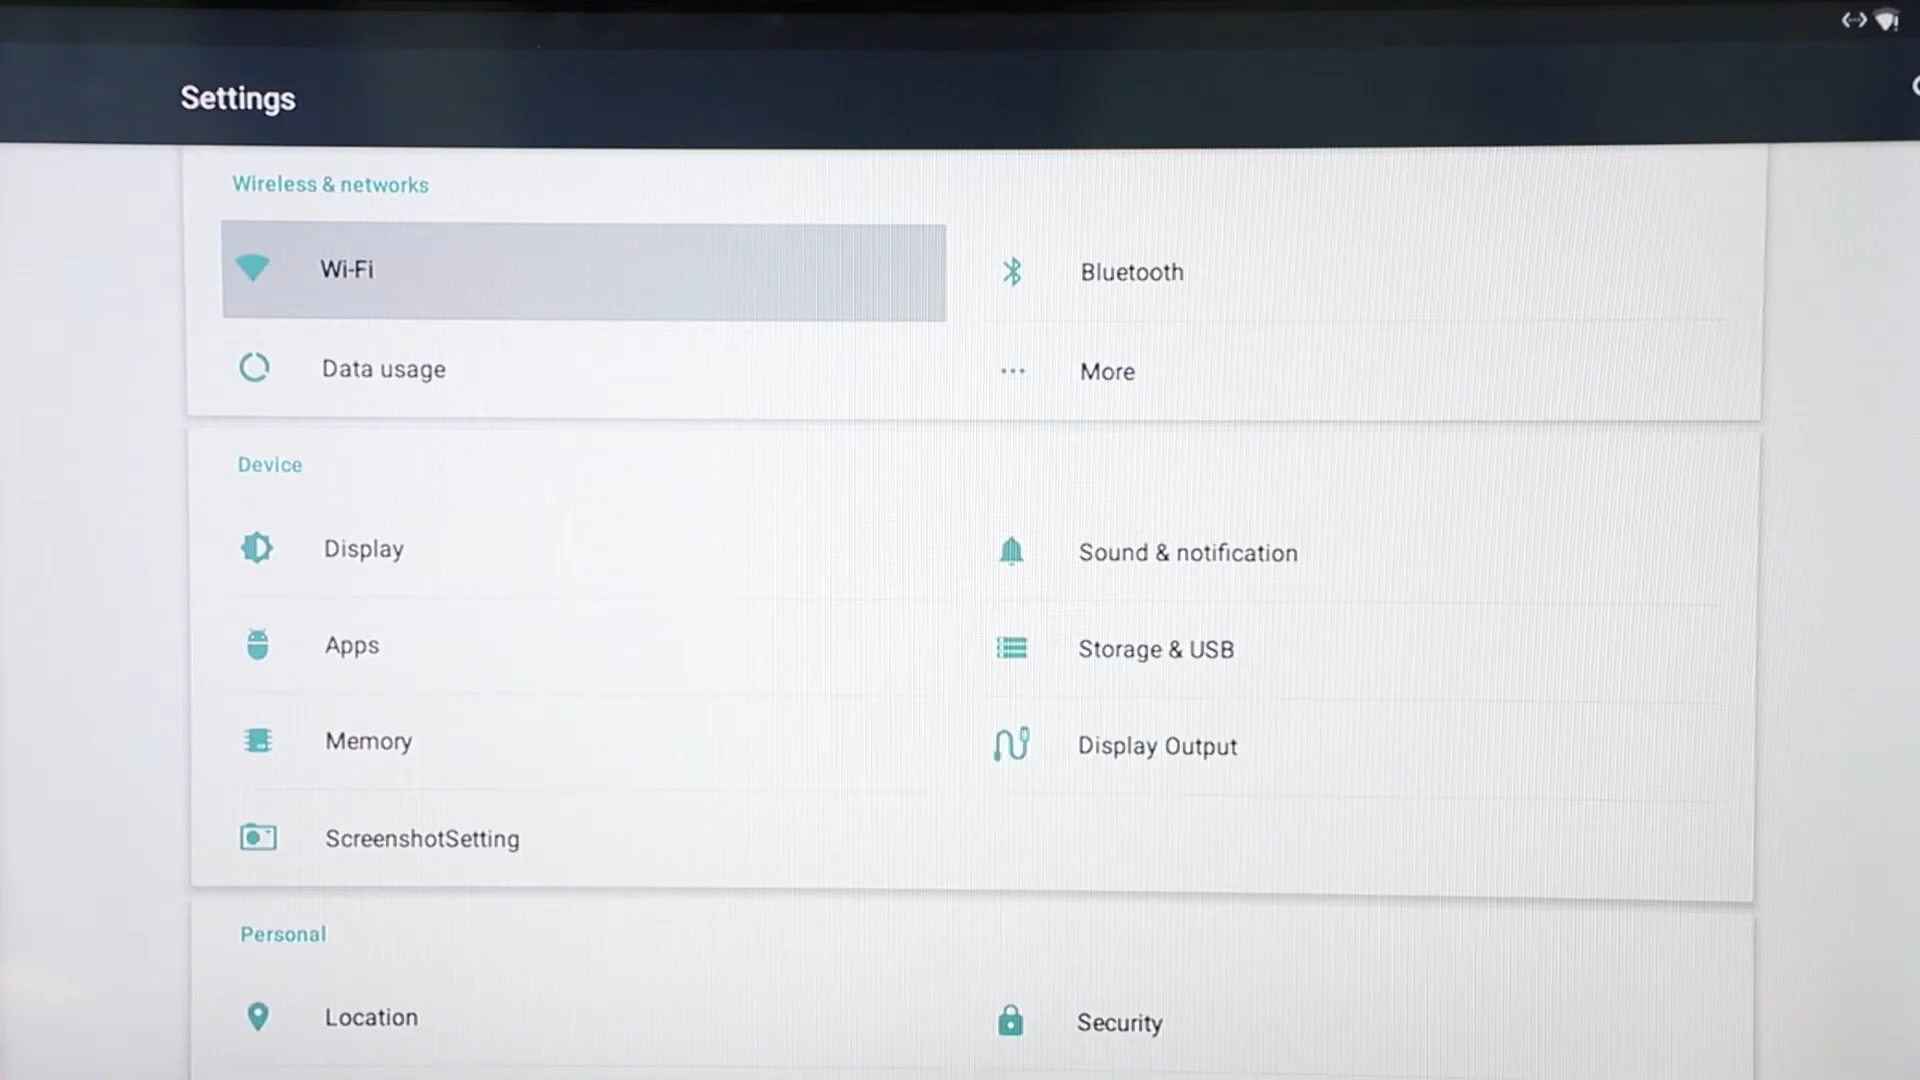 Settings
Wireless & networks
Wi-Fi
Bluetooth
Data usage
More
Device
Display
Sound & notification
Apps
Storage & USB
Memory
Display Output
ScreenshotSetting
Personal
Location
Security